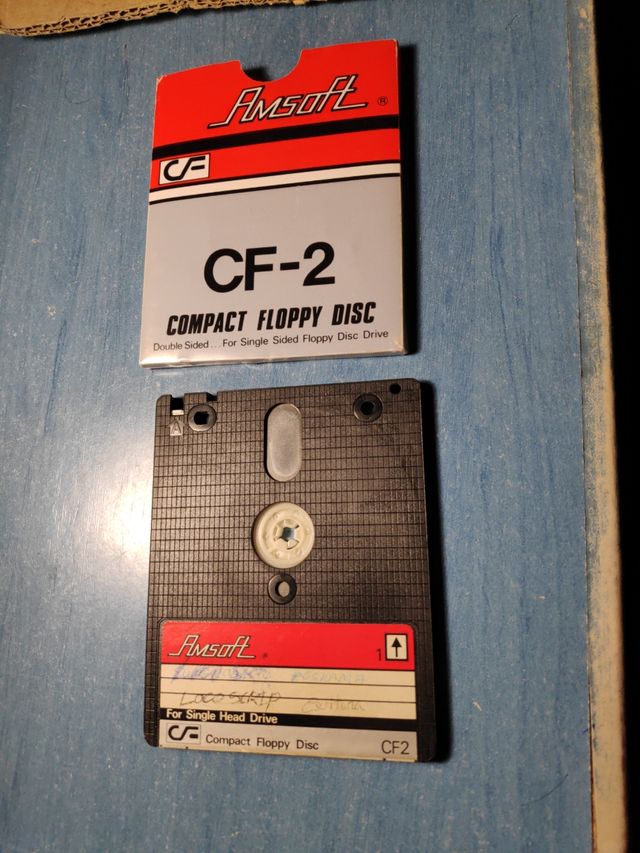 Amsoft ®
CF
CF-2
COMPACT FLOPPY DISC
Double Sided...For Single Sided Floppy Disc Drive
A
Amsoft ®
1
LOCOSCRIP
For Single Head Drive
CF Compact Floppy Disc CF2